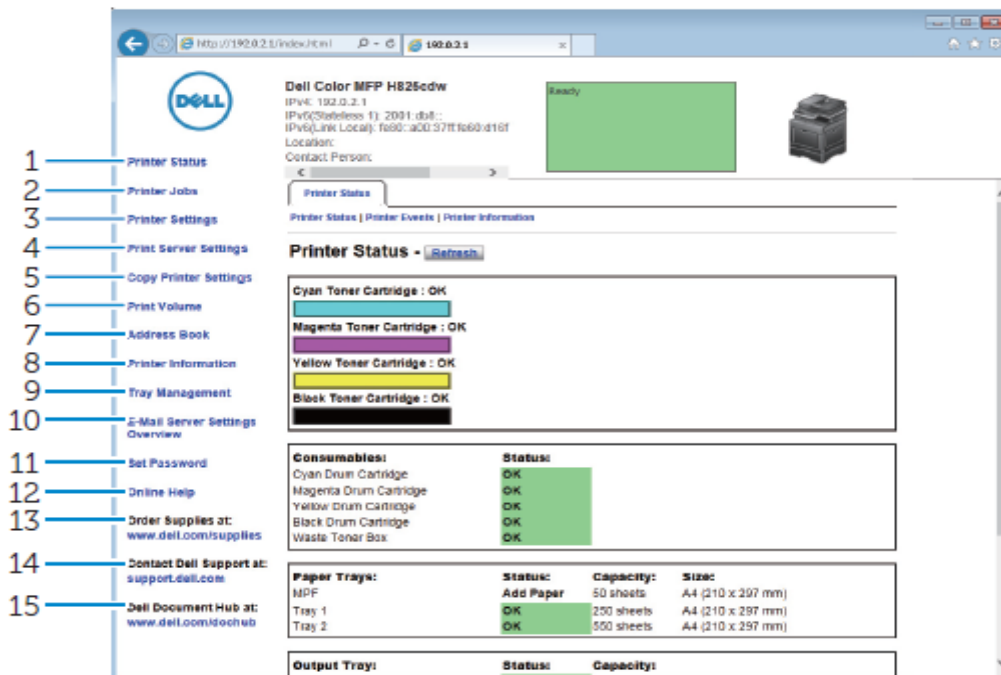 http://192.0.2.1/index.html
192.0.2.1
DELL
Dell Color MFP H825cdw
IPv4: 192.0.2.1
IPv6(Stateless 1): 2001:db8::
IPv6(Link Local): fe80::a00:37ff:fe60:d16f
Location:
Contact Person:
Ready
1 Printer Status
2 Printer Jobs
3 Printer Settings
4 Print Server Settings
5 Copy Printer Settings
6 Print Volume
7 Address Book
8 Printer Information
9 Tray Management
10 E-Mail Server Settings
Overview
11 Set Password
12 Online Help
13 Order Supplies at:
www.dell.com/supplies
14 Contact Dell Support at:
support.dell.com
15 Dell Document Hub at:
www.dell.com/dochub
Printer Status
Printer Status | Printer Events | Printer Information
Printer Status - Refresh
Cyan Toner Cartridge : OK
Magenta Toner Cartridge : OK
Yellow Toner Cartridge : OK
Black Toner Cartridge : OK
Consumables: Status:
Cyan Drum Cartridge OK
Magenta Drum Cartridge OK
Yellow Drum Cartridge OK
Black Drum Cartridge OK
Waste Toner Box OK
Paper Trays: Status: Capacity: Size:
MPF Add Paper 50 sheets A4 (210 x 297 mm)
Tray 1 OK 250 sheets A4 (210 x 297 mm)
Tray 2 OK 550 sheets A4 (210 x 297 mm)
Output Tray: Status: Capacity: